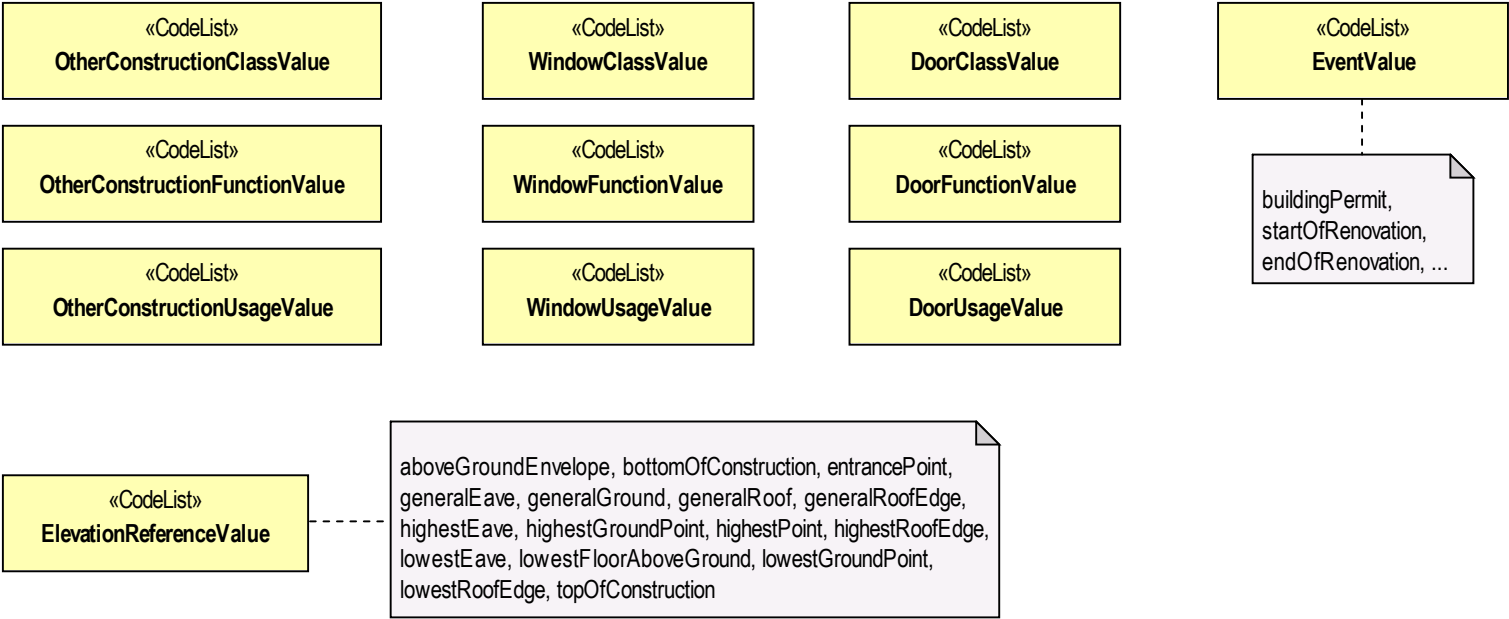 «CodeList»
OtherConstructionClassValue
«CodeList»
WindowClassValue
«CodeList»
DoorClassValue
«CodeList»
EventValue
«CodeList»
OtherConstructionFunctionValue
«CodeList»
WindowFunctionValue
«CodeList»
DoorFunctionValue
buildingPermit,
startOfRenovation,
endOfRenovation, ...
«CodeList»
OtherConstructionUsageValue
«CodeList»
WindowUsageValue
«CodeList»
DoorUsageValue
«CodeList»
ElevationReferenceValue
aboveGroundEnvelope, bottomOfConstruction, entrancePoint,
generalEave, generalGround, generalRoof, generalRoofEdge,
highestEave, highestGroundPoint, highestPoint, highestRoofEdge,
lowestEave, lowestFloorAboveGround, lowestGroundPoint,
lowestRoofEdge, topOfConstruction